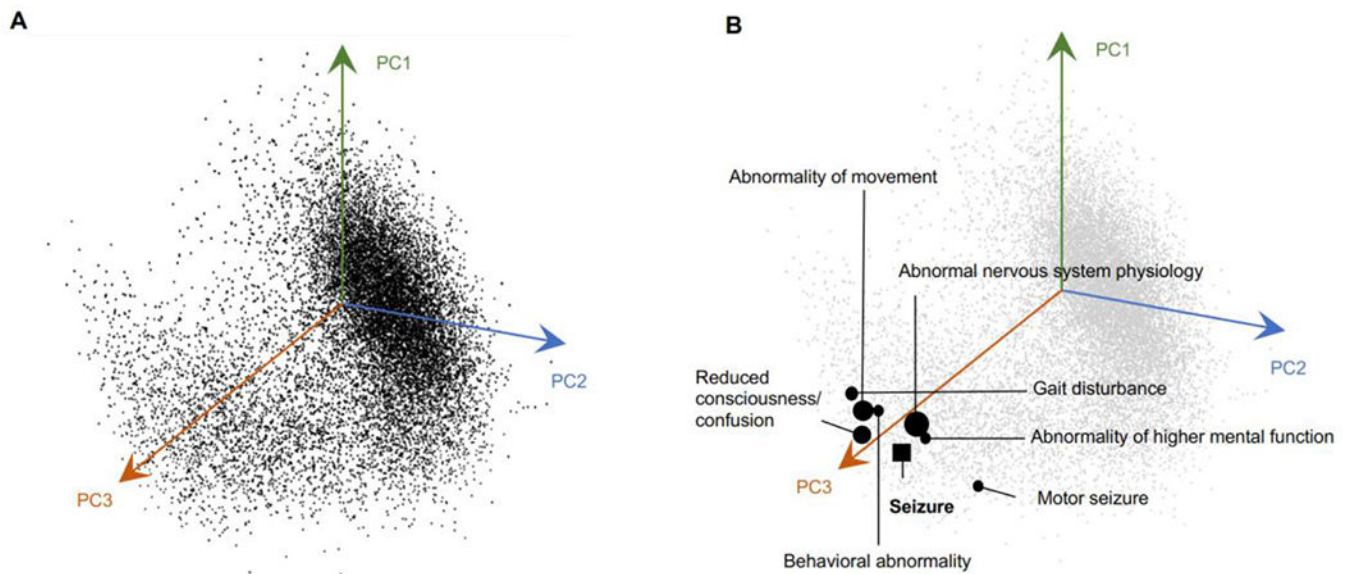 A
PC1
PC2
PC3
B
PC1
Abnormality of movement
Abnormal nervous system physiology
PC2
Reduced
consciousness/
confusion
Gait disturbance
Abnormality of higher mental function
PC3
Seizure
Motor seizure
Behavioral abnormality